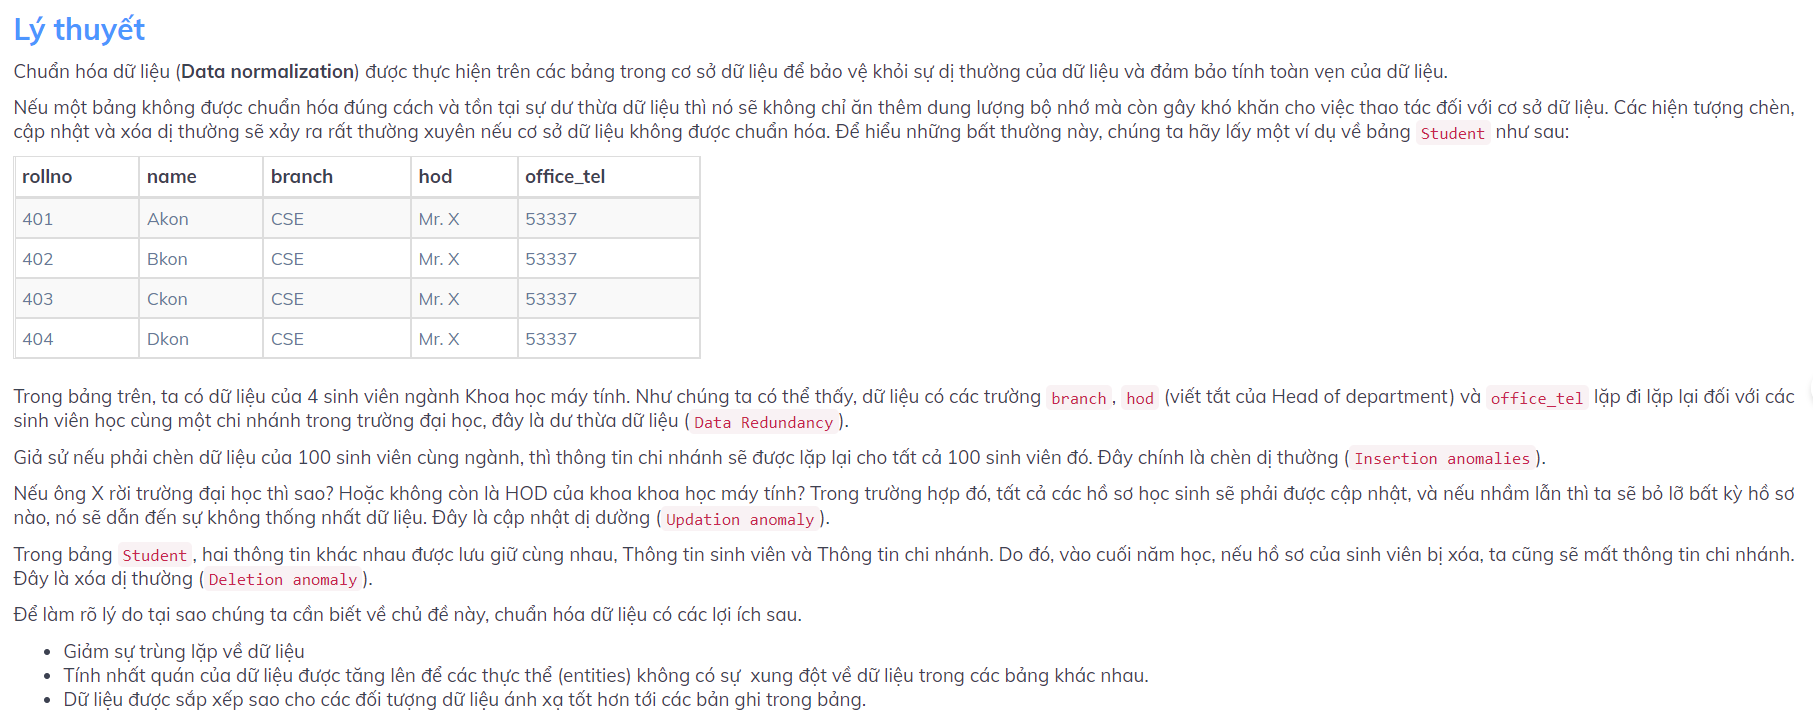 Lý thuyết
Chuẩn hóa dữ liệu (Data normalization) được thực hiện trên các bảng trong cơ sở dữ liệu để bảo vệ khỏi sự dị thường của dữ liệu và đảm bảo tính toàn vẹn của dữ liệu.
Nếu một bảng không được chuẩn hóa đúng cách và tồn tại sự dư thừa dữ liệu thì nó sẽ không chỉ ăn thêm dung lượng bộ nhớ mà còn gây khó khăn cho việc thao tác đối với cơ sở dữ liệu. Các hiện tượng chèn,
cập nhật và xóa dị thường sẽ xảy ra rất thường xuyên nếu cơ sở dữ liệu không được chuẩn hóa. Để hiểu những bất thường này, chúng ta hãy lấy một ví dụ về bảng Student như sau:
rollno name branch hod office_tel
401 Akon CSE Mr. X 53337
402 Bkon CSE Mr. X 53337
403 Ckon CSE Mr. X 53337
404 Dkon CSE Mr. X 53337
Trong bảng trên, ta có dữ liệu của 4 sinh viên ngành Khoa học máy tính. Như chúng ta có thể thấy, dữ liệu có các trường branch, hod (viết tắt của Head of department) và office_tel lặp đi lặp lại đối với các
sinh viên học cùng một chi nhánh trong trường đại học, đây là dư thừa dữ liệu (Data Redundancy).
Giả sử nếu phải chèn dữ liệu của 100 sinh viên cùng ngành, thì thông tin chi nhánh sẽ được lặp lại cho tất cả 100 sinh viên đó. Đây chính là chèn dị thường (Insertion anomalies).
Nếu ông X rời trường đại học thì sao? Hoặc không còn là HOD của khoa khoa học máy tính? Trong trường hợp đó, tất cả các hồ sơ học sinh sẽ phải được cập nhật, và nếu nhầm lẫn thì ta sẽ bỏ lỡ bất kỳ hồ sơ
nào, nó sẽ dẫn đến sự không thống nhất dữ liệu. Đây là cập nhật dị dường (Updation anomaly).
Trong bảng Student, hai thông tin khác nhau được lưu giữ cùng nhau, Thông tin sinh viên và Thông tin chi nhánh. Do đó, vào cuối năm học, nếu hồ sơ của sinh viên bị xóa, ta cũng sẽ mất thông tin chi nhánh.
Đây là xóa dị thường (Deletion anomaly).
Để làm rõ lý do tại sao chúng ta cần biết về chủ đề này, chuẩn hóa dữ liệu có các lợi ích sau.
• Giảm sự trùng lặp về dữ liệu
• Tính nhất quán của dữ liệu được tăng lên để các thực thể (entities) không có sự xung đột về dữ liệu trong các bảng khác nhau.
• Dữ liệu được sắp xếp sao cho các đối tượng dữ liệu ánh xạ tốt hơn tới các bản ghi trong bảng.